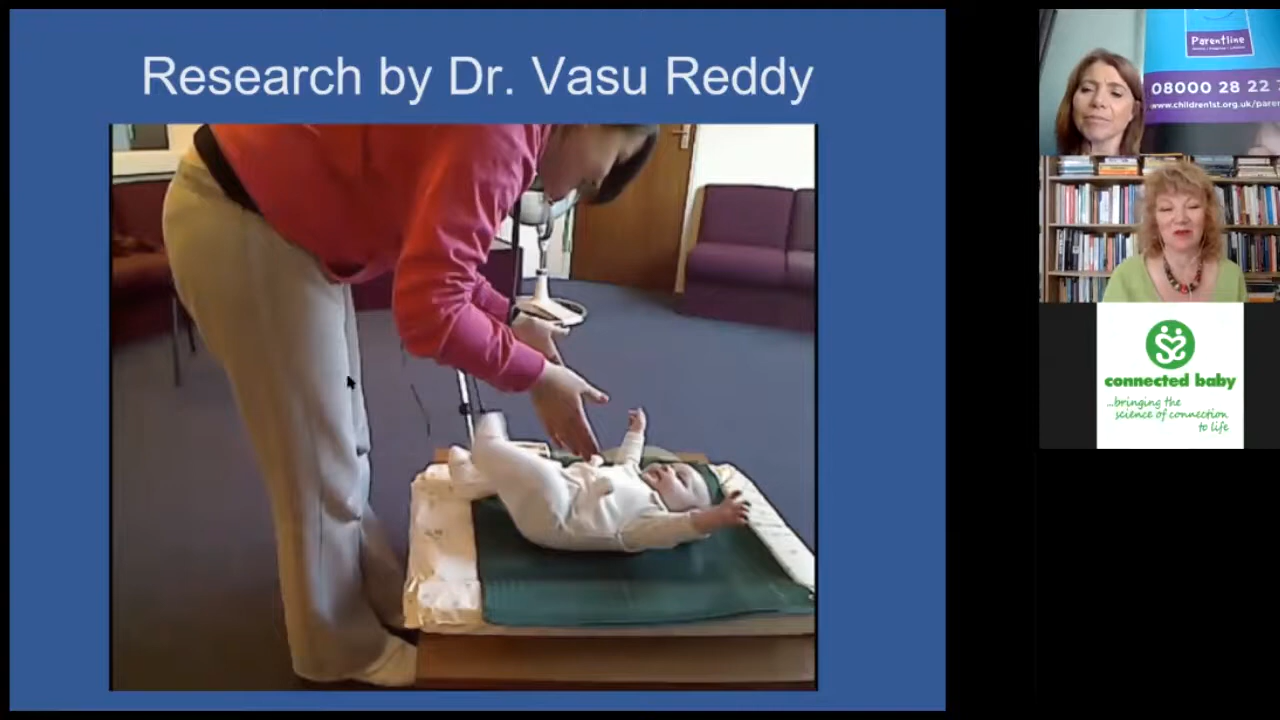 Research by Dr. Vasu Reddy
Parentline
08000 28 22
www.children1st.org.uk/paren
connected baby
...bringing the
science of connection
to life